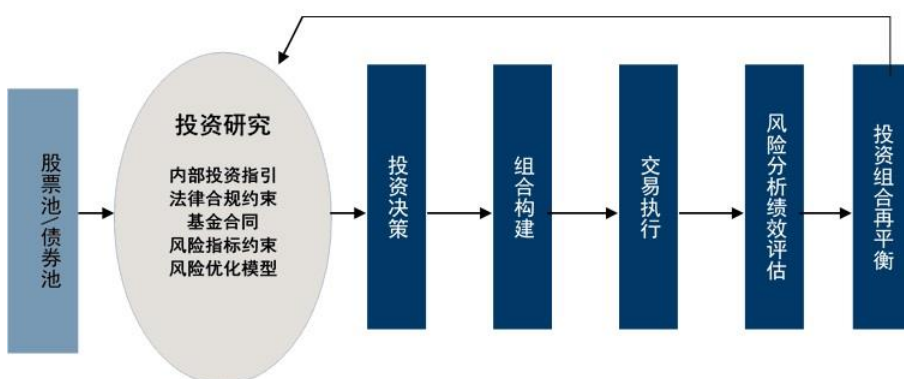 股票池\债券池
投资研究
内部投资指引
法律合规约束
基金合同
风险指标约束
风险优化模型
投资决策
组合构建
交易执行
风险分析绩效评估
投资组合再平衡